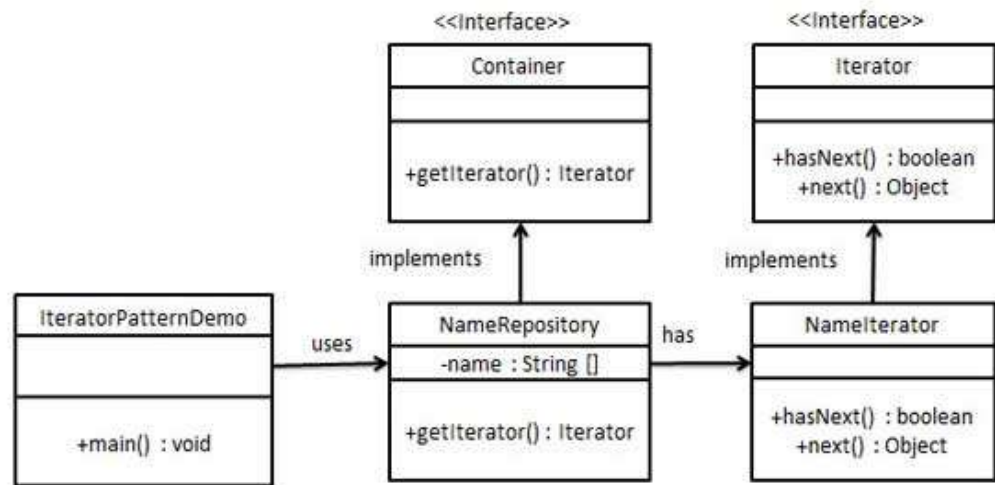 <<Interface>>
Container
+getIterator() : Iterator
<<Interface>>
Iterator
+hasNext() : boolean
+next() : Object
implements
implements
IteratorPatternDemo
+main() : void
uses
NameRepository
-name : String []
+getIterator() : Iterator
has
NameIterator
+hasNext() : boolean
+next() : Object